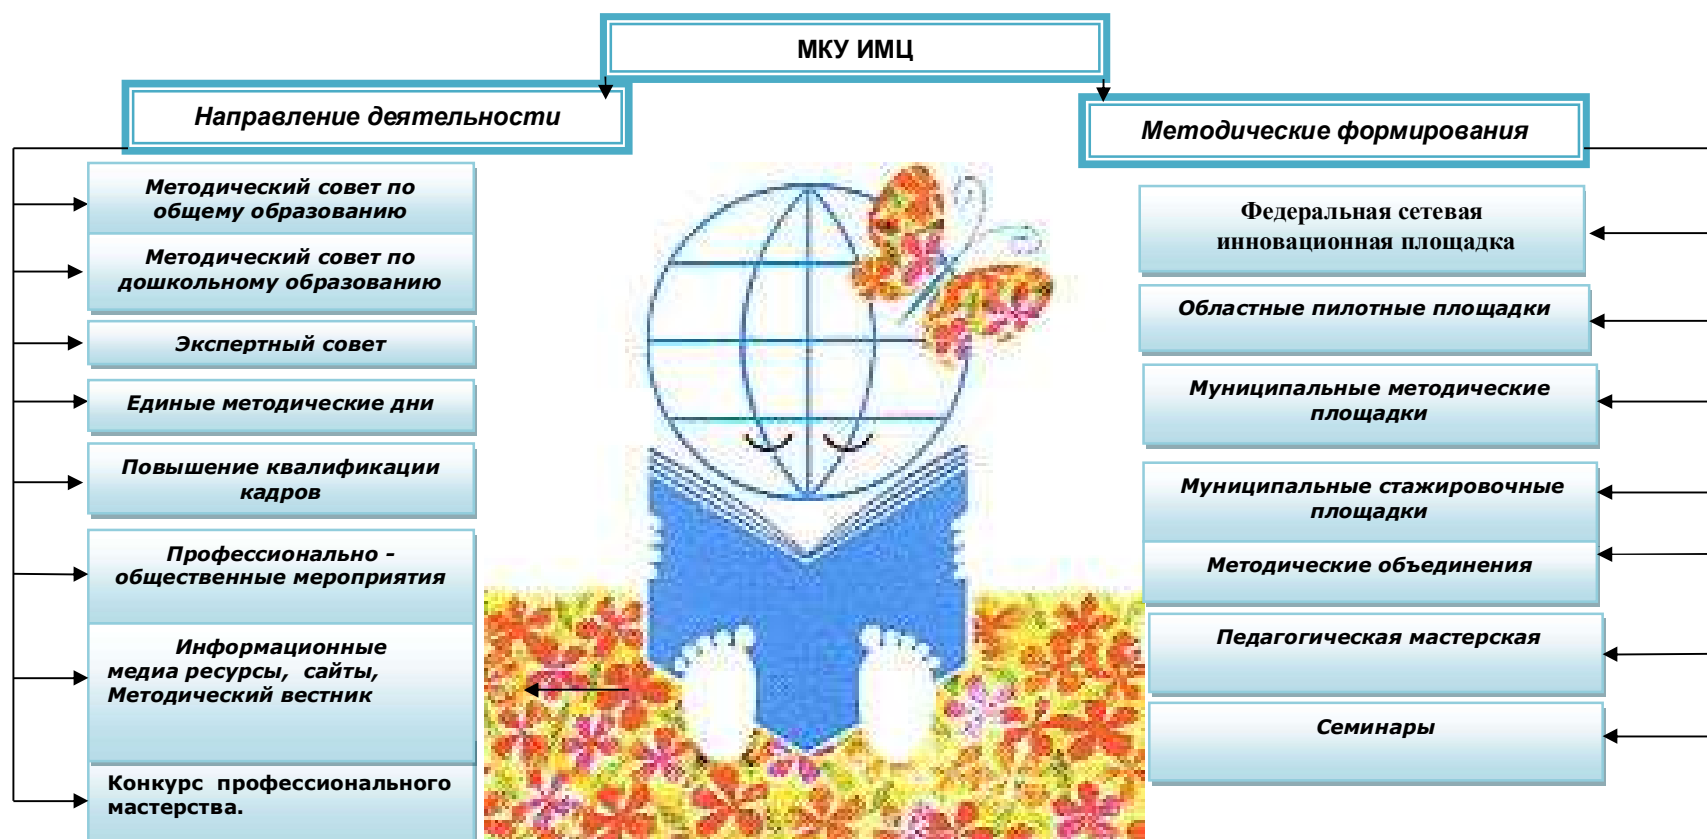 МКУ ИМЦ
Направление деятельности
Методический совет по
общему образованию
Методический совет по
дошкольному образованию
Экспертный совет
Единые методические дни
Повышение квалификации
кадров
Профессионально -
общественные мероприятия
Информационные
медиа ресурсы, сайты,
Методический вестник
Конкурс профессионального
мастерства.
Методические формирования
Федеральная сетевая
инновационная площадка
Областные пилотные площадки
Муниципальные методические
площадки
Муниципальные стажировочные
площадки
Методические объединения
Педагогическая мастерская
Семинары